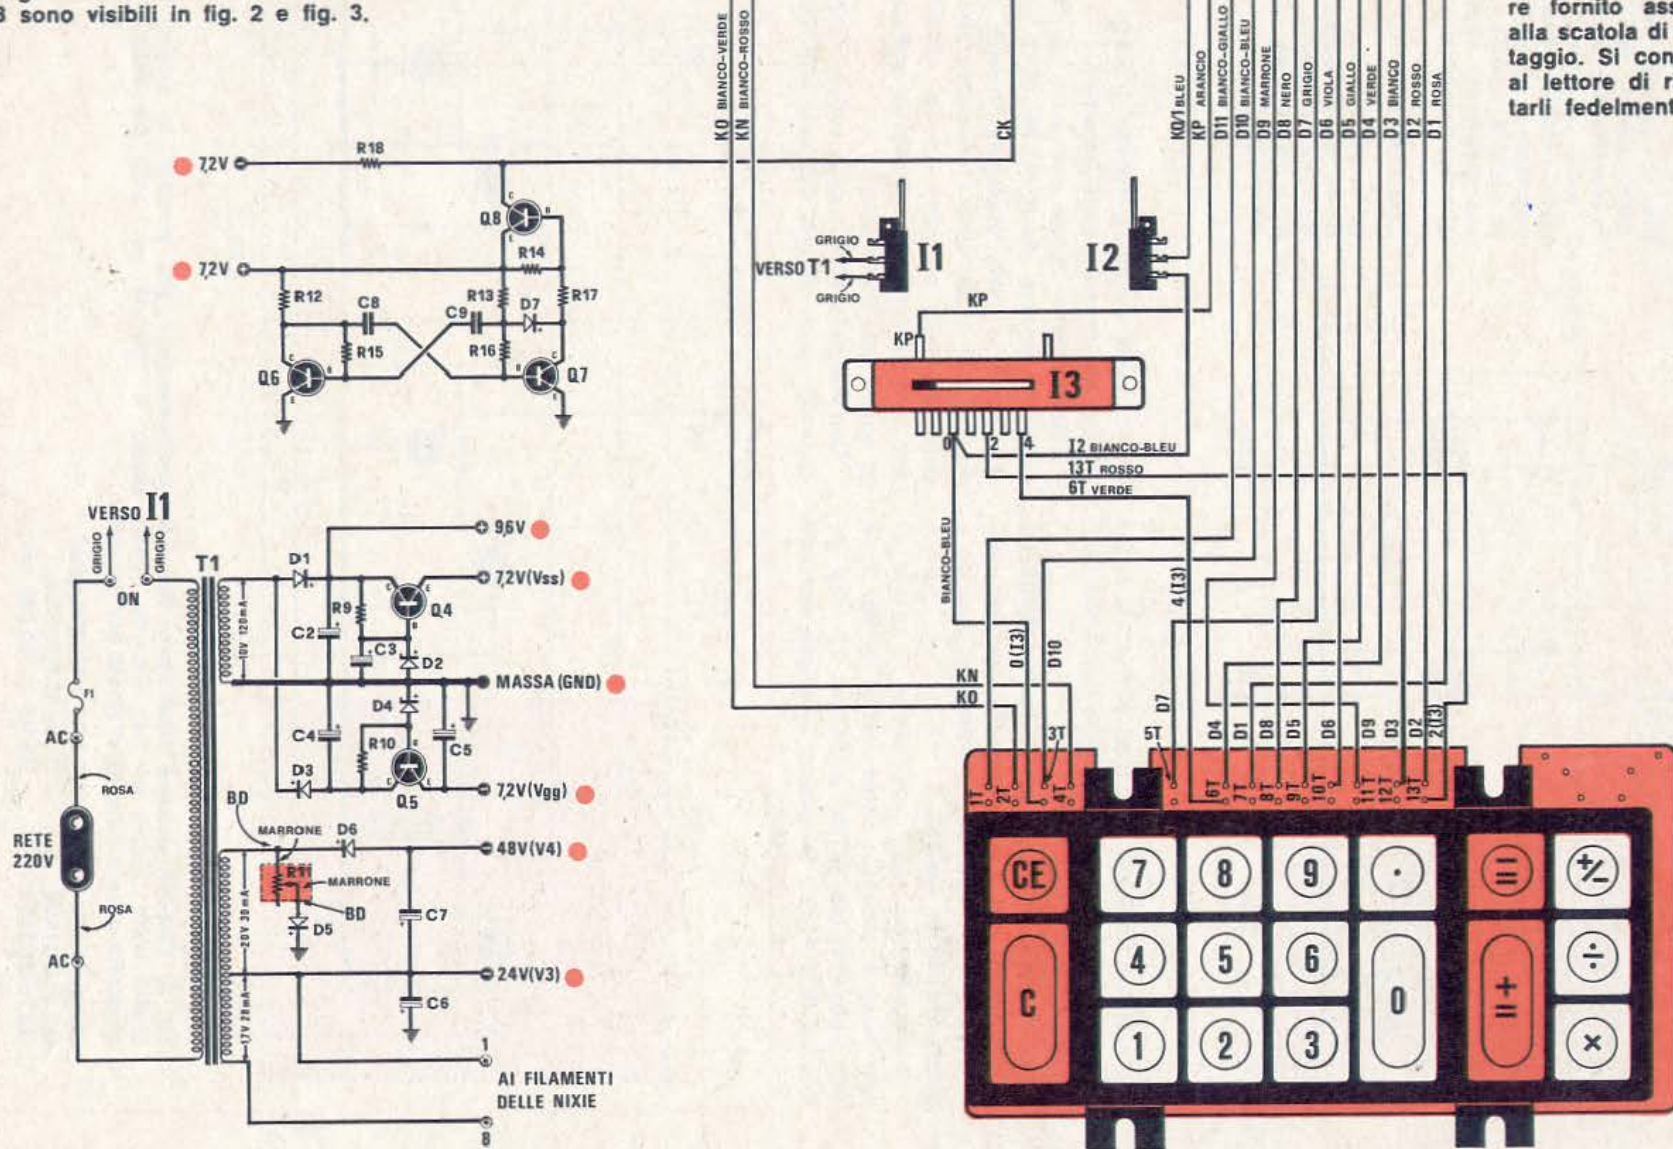 3 sono visibili in fig. 2 e fig. 3.
re fornito ass
alla scatola di
taggio. Si con
al lettore di r
tarli fedelment
KO BIANCO-VERDE
KN BIANCO-ROSSO
CK
KO/1 BLEU
KP ARANCIO
D11 BIANCO-GIALLO
D10 BIANCO-BLEU
D9 MARRONE
D8 NERO
D7 GRIGIO
D6 VIOLA
D5 GIALLO
D4 VERDE
D3 BIANCO
D2 ROSSO
D1 ROSA
7,2V
R18
Q8
C
B
E
R14
7,2V
R12
C8
R13
C9
D7
R17
R15
R16
Q6
C
B
E
Q7
C
B
E
GRIGIO
VERSO T1
GRIGIO
I1
I2
KP
KP
I3
0
2
4
I2 BIANCO-BLEU
13T ROSSO
6T VERDE
BIANCO-BLEU
4 (I3)
0 (I3)
D10
KN
KO
D7
5T
3T
D4
D1
D8
D5
D6
D9
D3
D2
2(I3)
1T
2T
4T
6T
7T
8T
9T
10T
11T
12T
13T
VERSO I1
GRIGIO
GRIGIO
ON
T1
F1
AC
ROSA
RETE
220V
ROSA
AC
10V 120mA
D1
9,6V
7,2V(Vss)
R9
C
E
B
Q4
C2
C3
D2
MASSA (GND)
D4
C4
R10
C5
D3
B
C
E
Q5
7,2V(Vgg)
BD
MARRONE
D6
48V(V4)
R11
MARRONE
BD
D5
C7
20V 30mA
24V(V3)
C6
17V 28mA
1
AI FILAMENTI
DELLE NIXIE
8
CE
7
8
9
·
=
+/-
C
4
5
6
0
=+
÷
1
2
3
×